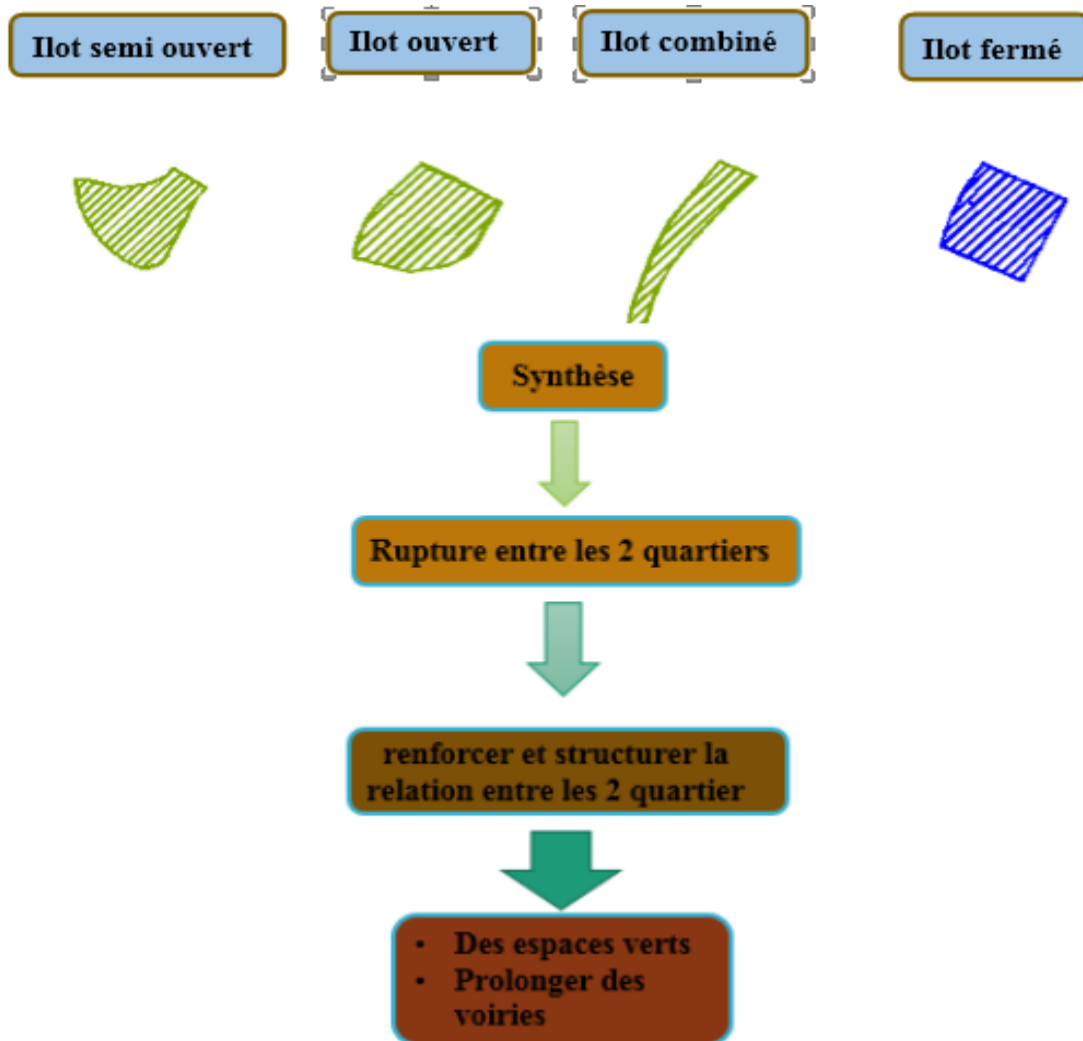 Ilot semi ouvert
Ilot ouvert
Ilot combiné
Ilot fermé
Synthèse
Rupture entre les 2 quartiers
renforcer et structurer la
relation entre les 2 quartier
• Des espaces verts
• Prolonger des
voiries